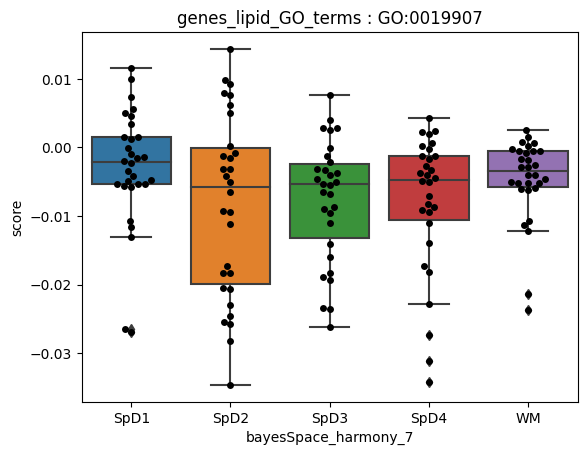 genes_lipid_GO_terms : GO:0019907
0.01
0.00
−0.01
−0.02
−0.03
score
SpD1 SpD2 SpD3 SpD4 WM
bayesSpace_harmony_7